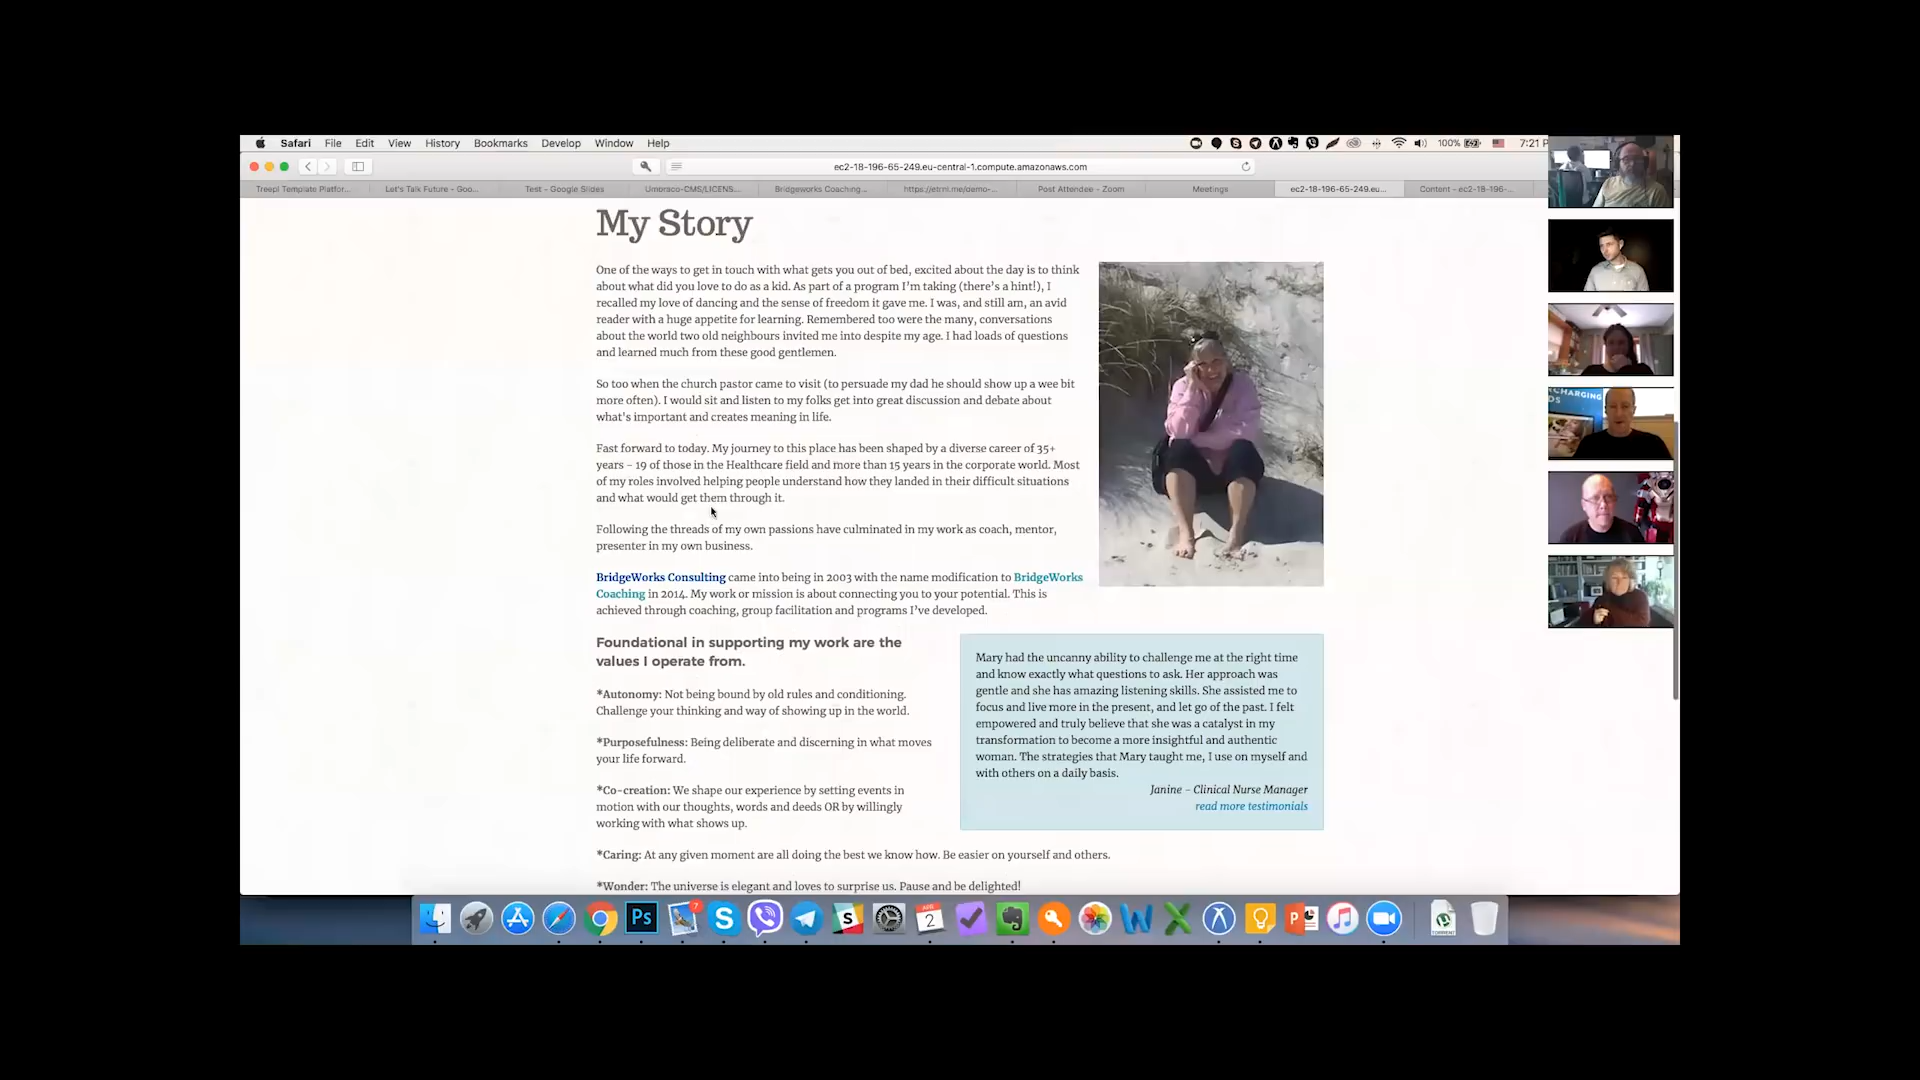 Safari File Edit View History Bookmarks Develop Window Help 100% 7:21
ec2-18-196-65-249.eu-central-1.compute.amazonaws.com
Treepl Template Platfor... Let's Talk Future - Goo... Test - Google Slides Umbrsco-CMS/LICENS... Bridgeworks Coaching... Post Attendee - Zoom Meetings ec2-18-196-65-249.eu... Content - ec2-18-196-...
My Story
One of the ways to get in touch with what gets you out of bed, excited about the day is to think
about what did you love to do as a kid. As part of a program I'm taking (there's a hint!), I
recalled my love of dancing and the sense of freedom it gave me. I was, and still am, an avid
reader with a huge appetite for learning. Remembered too were the many, conversations
about the world two old neighbours invited me into despite my age. I had loads of questions
and learned much from these good gentlemen.
So too when the church pastor came to visit (to persuade my dad he should show up a wee bit
more often). I would sit and listen to my folks get into great discussion and debate about
what's important and creates meaning in life.
Fast forward to today. My journey to this place has been shaped by a diverse career of 35+
years – 19 of those in the Healthcare field and more than 15 years in the corporate world. Most
of my roles involved helping people understand how they landed in their difficult situations
and what would get them through it.
Following the threads of my own passions have culminated in my work as coach, mentor,
presenter in my own business.
BridgeWorks Consulting came into being in 2003 with the name modification to BridgeWorks
Coaching in 2014. My work or mission is about connecting you to your potential. This is
achieved through coaching, group facilitation and programs I've developed.
Foundational in supporting my work are the
values I operate from.
*Autonomy: Not being bound by old rules and conditioning.
Challenge your thinking and way of showing up in the world.
*Purposefulness: Being deliberate and discerning in what moves
your life forward.
*Co-creation: We shape our experience by setting events in
motion with our thoughts, words and deeds OR by willingly
working with what shows up.
*Caring: At any given moment are all doing the best we know how. Be easier on yourself and others.
*Wonder: The universe is elegant and loves to surprise us. Pause and be delighted!
Mary had the uncanny ability to challenge me at the right time
and know exactly what questions to ask. Her approach was
gentle and she has amazing listening skills. She assisted me to
focus and live more in the present, and let go of the past. I felt
empowered and truly believe that she was a catalyst in my
transformation to become a more insightful and authentic
woman. The strategies that Mary taught me, I use on myself and
with others on a daily basis.
Janine – Clinical Nurse Manager
read more testimonials
CHARGING
DS
Ps
7
APR
2